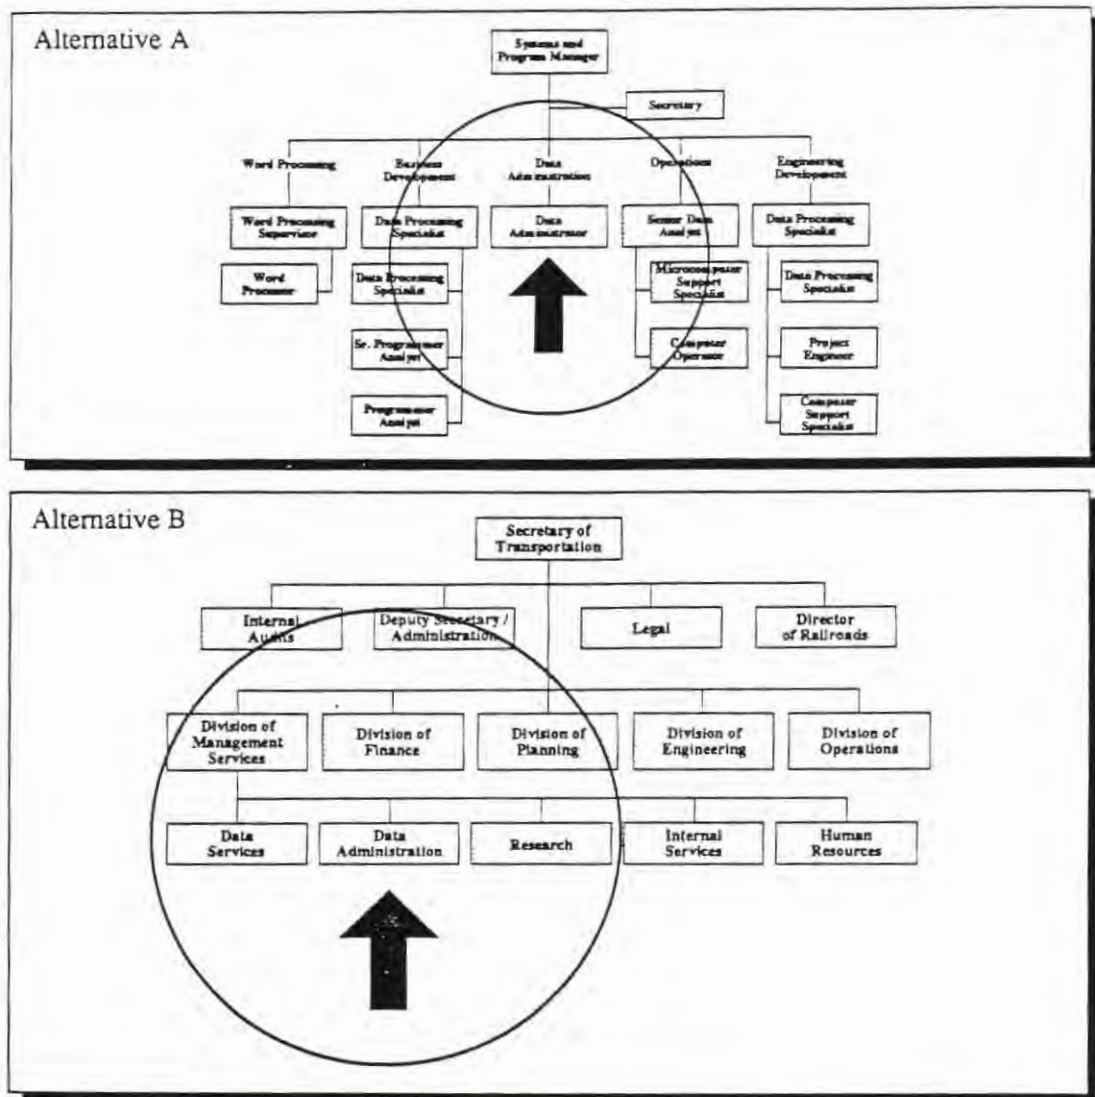 Alternative A
Systems and
Program Manager
Secretary
Word Processing
Business
Development
Data
Administration
Operations
Engineering
Development
Word Processing
Supervisor
Data Processing
Specialist
Data
Administrator
Senior Data
Analyst
Data Processing
Specialist
Word
Processor
Data Processing
Specialist
Microcomputer
Support
Specialist
Data Processing
Specialist
Sr. Programmer
Analyst
Computer
Operator
Project
Engineer
Programmer
Analyst
Computer
Support
Specialist
Alternative B
Secretary of
Transportation
Internal
Audits
Deputy Secretary /
Administration
Legal
Director
of Railroads
Division of
Management
Services
Division of
Finance
Division of
Planning
Division of
Engineering
Division of
Operations
Data
Services
Data
Administration
Research
Internal
Services
Human
Resources